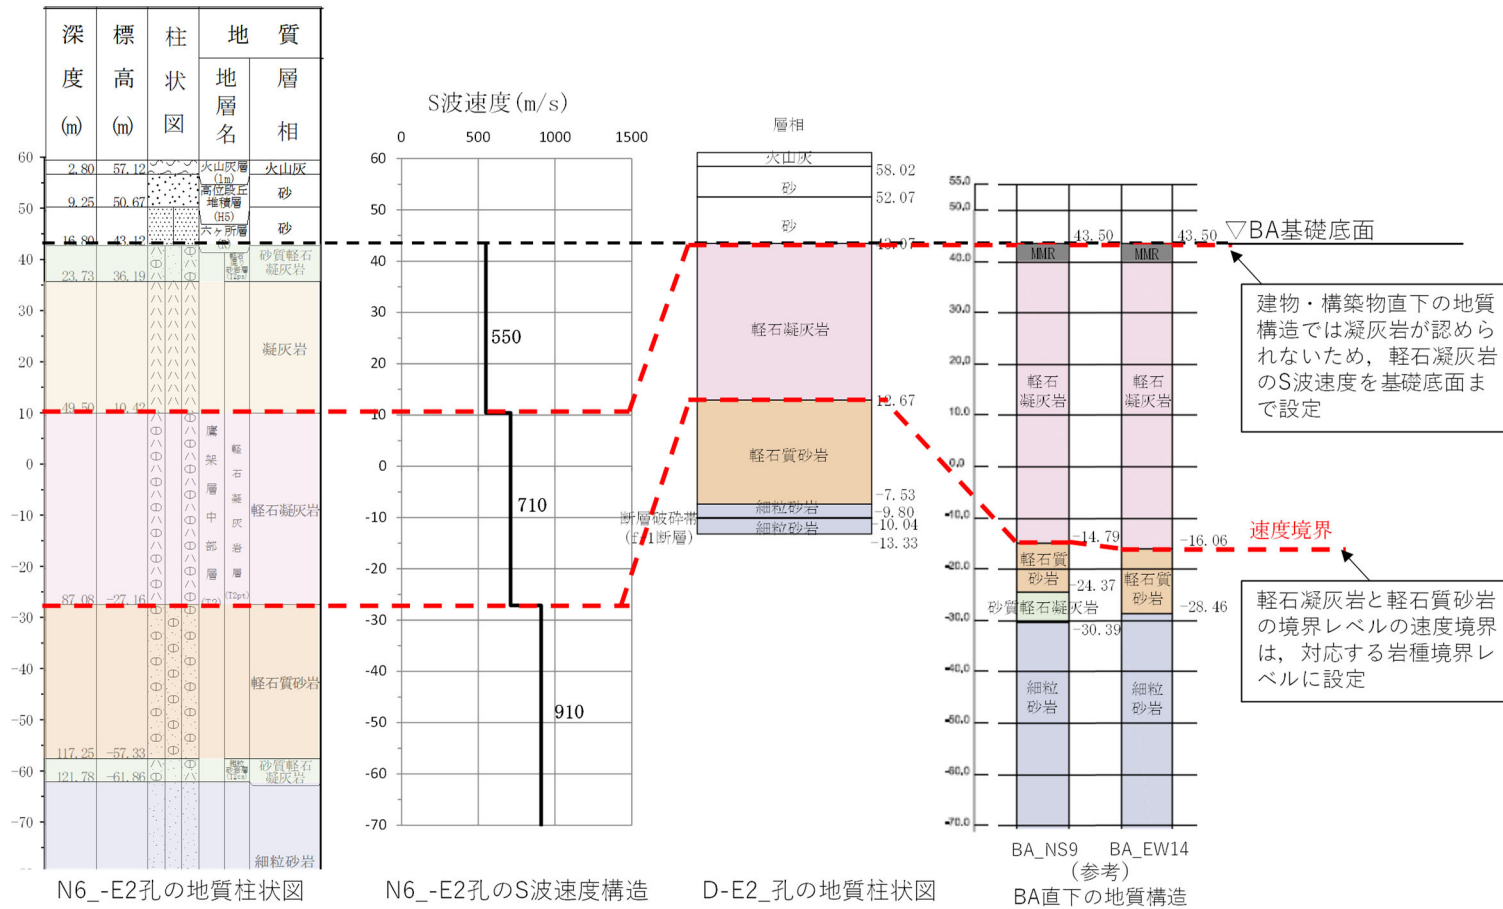 深度(m)
標高(m)
柱状図
地質
地層名
層相
60
50
40
30
20
10
0
-10
-20
-30
-40
-50
-60
-70
2.80 57.12 火山灰層(lm) 火山灰
9.25 50.67 高位段丘堆積層(H5) 砂
16.80 43.12 六ヶ所層 砂
23.73 36.19 砂質軽石凝灰岩
凝灰岩
49.50 10.42
鷹架層中部層(T2)
軽石凝灰岩層(T2pt)
軽石凝灰岩
87.08 -27.16
軽石質砂岩
117.25 -57.33
砂質軽石凝灰岩
121.78 -61.86
細粒砂岩
N6_-E2孔の地質柱状図
S波速度(m/s)
0 500 1000 1500
60
50
40
30
20
10
0
-10
-20
-30
-40
-50
-60
-70
550
710
910
N6_-E2孔のS波速度構造
層相
火山灰
58.02
砂
52.07
砂
43.07
軽石凝灰岩
12.67
軽石質砂岩
-7.53
細粒砂岩
-9.80
断層破砕帯
(f-1断層)
-10.04
細粒砂岩
-13.33
D-E2_孔の地質柱状図
55.0
50.0
40.0
30.0
20.0
10.0
0.0
-10.0
-20.0
-30.0
-40.0
-50.0
-60.0
-70.0
43.50 43.50
MMR MMR
軽石凝灰岩
軽石凝灰岩
-14.79
-16.06
軽石質砂岩
軽石質砂岩
-24.37
砂質軽石凝灰岩
-28.46
-30.39
細粒砂岩
細粒砂岩
BA_NS9 BA_EW14
(参考)
BA直下の地質構造
▽BA基礎底面
建物・構築物直下の地質
構造では凝灰岩が認めら
れないため，軽石凝灰岩
のS波速度を基礎底面ま
で設定
速度境界
軽石凝灰岩と軽石質砂岩
の境界レベルの速度境界
は，対応する岩種境界レ
ベルに設定